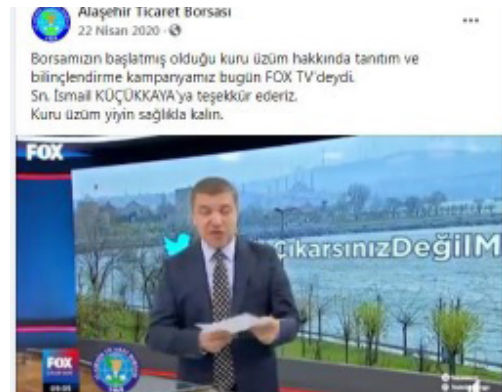 Alaşehir Ticaret Borsası
22 Nisan 2020
Borsamızın başlatmış olduğu kuru üzüm hakkında tanıtım ve
bilinçlendirme kampanyamız bugün FOX TV'deydi.
Sn. İsmail KÜÇÜKKAYA'ya teşekkür ederiz.
Kuru üzüm yiyin sağlıkla kalın.
FOX
ÇıkarsınızDeğilM
FOX